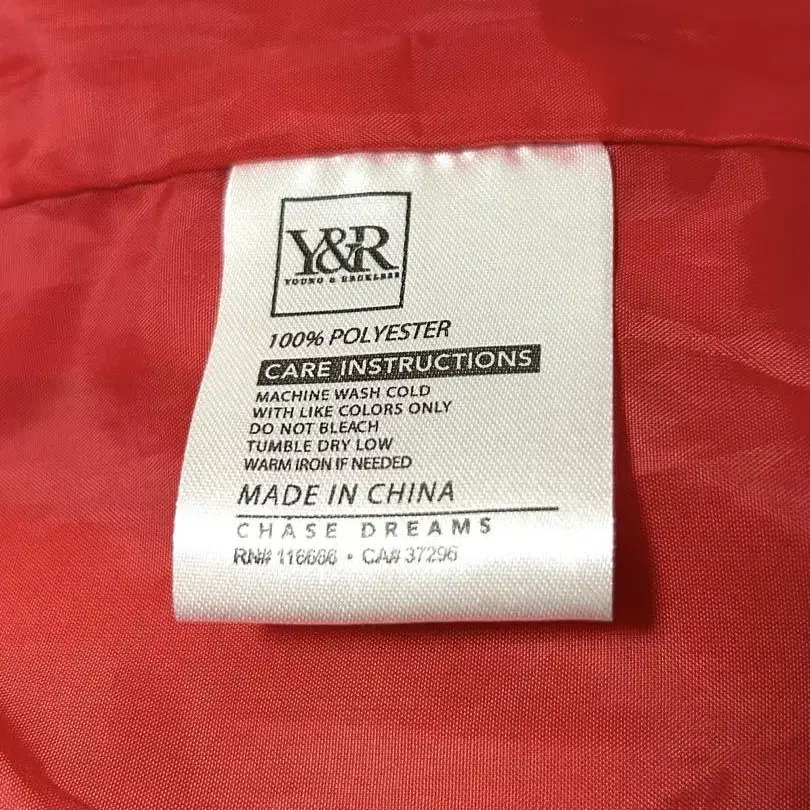 Y&R
YOUNG & RECKLESS
100% POLYESTER
CARE INSTRUCTIONS
MACHINE WASH COLD
WITH LIKE COLORS ONLY
DO NOT BLEACH
TUMBLE DRY LOW
WARM IRON IF NEEDED
MADE IN CHINA
CHASE DREAMS
RN# 116666 • CA# 37296